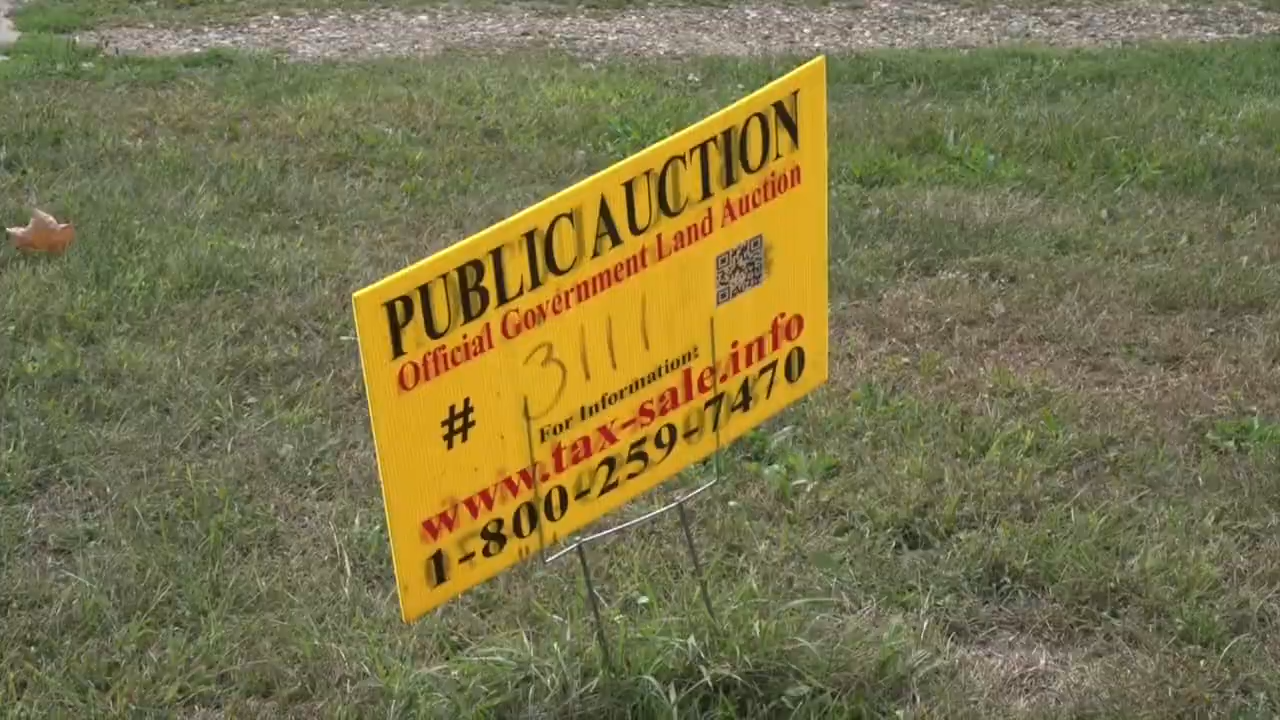 PUBLIC AUCTION
Official Government Land Auction
# 3111
For Information:
www.tax-sale.info
1-800-259-7470